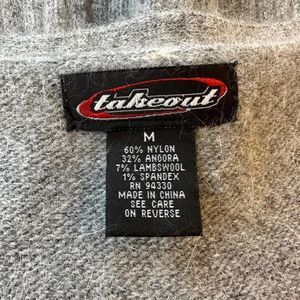 takeout
M
60% NYLON
32% ANGORA
7% LAMBSWOOL
1% SPANDEX
RN 94330
MADE IN CHINA
SEE CARE
ON REVERSE